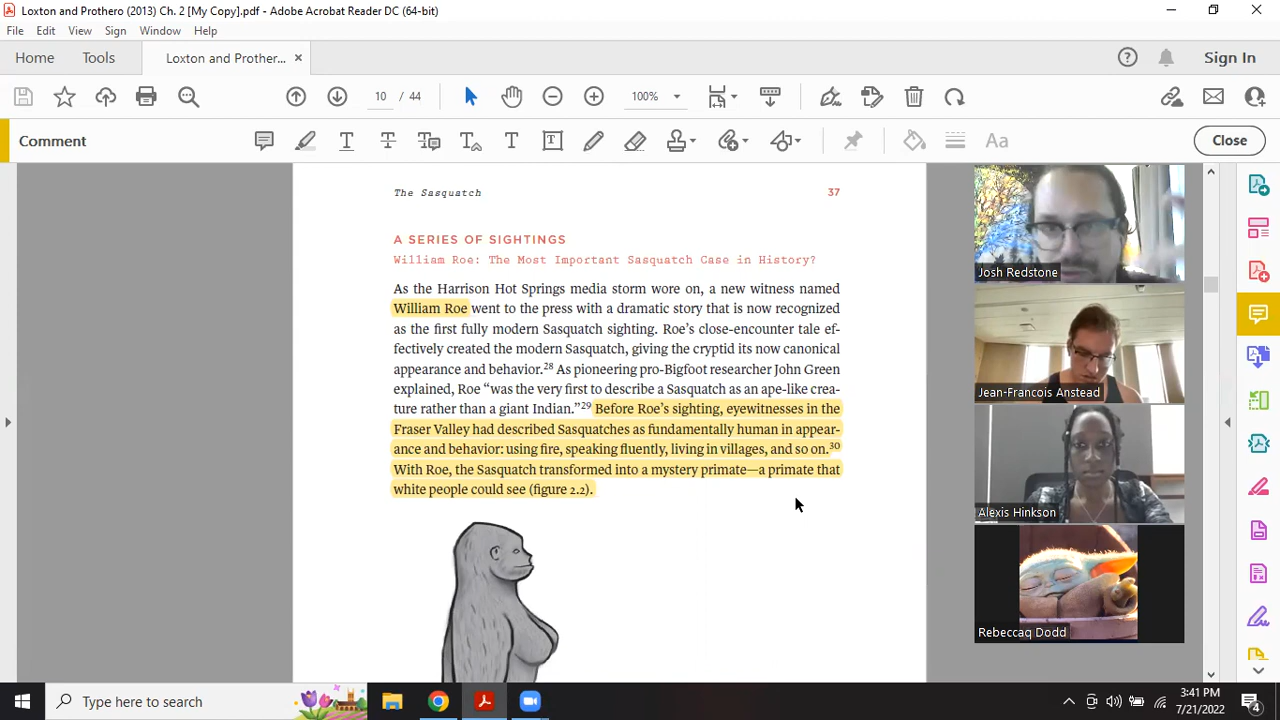 Loxton and Prothero (2013) Ch. 2 [My Copy].pdf - Adobe Acrobat Reader DC (64-bit)
File Edit View Sign Window Help
Home Tools Loxton and Prother... × Sign In
10 / 44 100%
Comment Close
The Sasquatch 37
A SERIES OF SIGHTINGS
William Roe: The Most Important Sasquatch Case in History?
As the Harrison Hot Springs media storm wore on, a new witness named
William Roe went to the press with a dramatic story that is now recognized
as the first fully modern Sasquatch sighting. Roe's close-encounter tale ef-
fectively created the modern Sasquatch, giving the cryptid its now canonical
appearance and behavior.28 As pioneering pro-Bigfoot researcher John Green
explained, Roe "was the very first to describe a Sasquatch as an ape-like crea-
ture rather than a giant Indian."29 Before Roe's sighting, eyewitnesses in the
Fraser Valley had described Sasquatches as fundamentally human in appear-
ance and behavior: using fire, speaking fluently, living in villages, and so on.30
With Roe, the Sasquatch transformed into a mystery primate—a primate that
white people could see (figure 2.2).
Josh Redstone
Jean-Francois Anstead
Alexis Hinkson
Rebeccaq Dodd
Type here to search
3:41 PM
7/21/2022
4